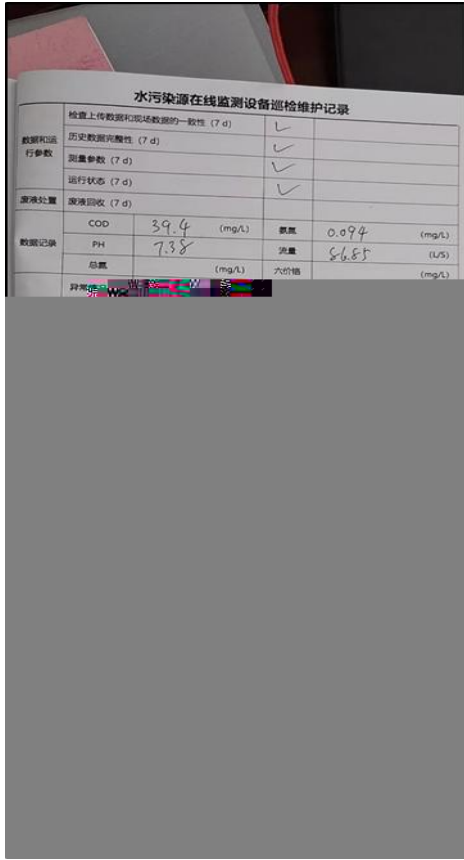 水污染源在线监测设备巡检维护记录
数据和运行参数
检查上传数据和现场数据的一致性 (7 d) ✓
历史数据完整性 (7 d) ✓
测量参数 (7 d) ✓
运行状态 (7 d) ✓
废液处置 废液回收 (7 d)
数据记录
COD 39.4 (mg/L) 氨氮 0.094 (mg/L)
PH 7.38 流量 86.85 (L/S)
总氮 (mg/L) 六价铬 (mg/L)
异常